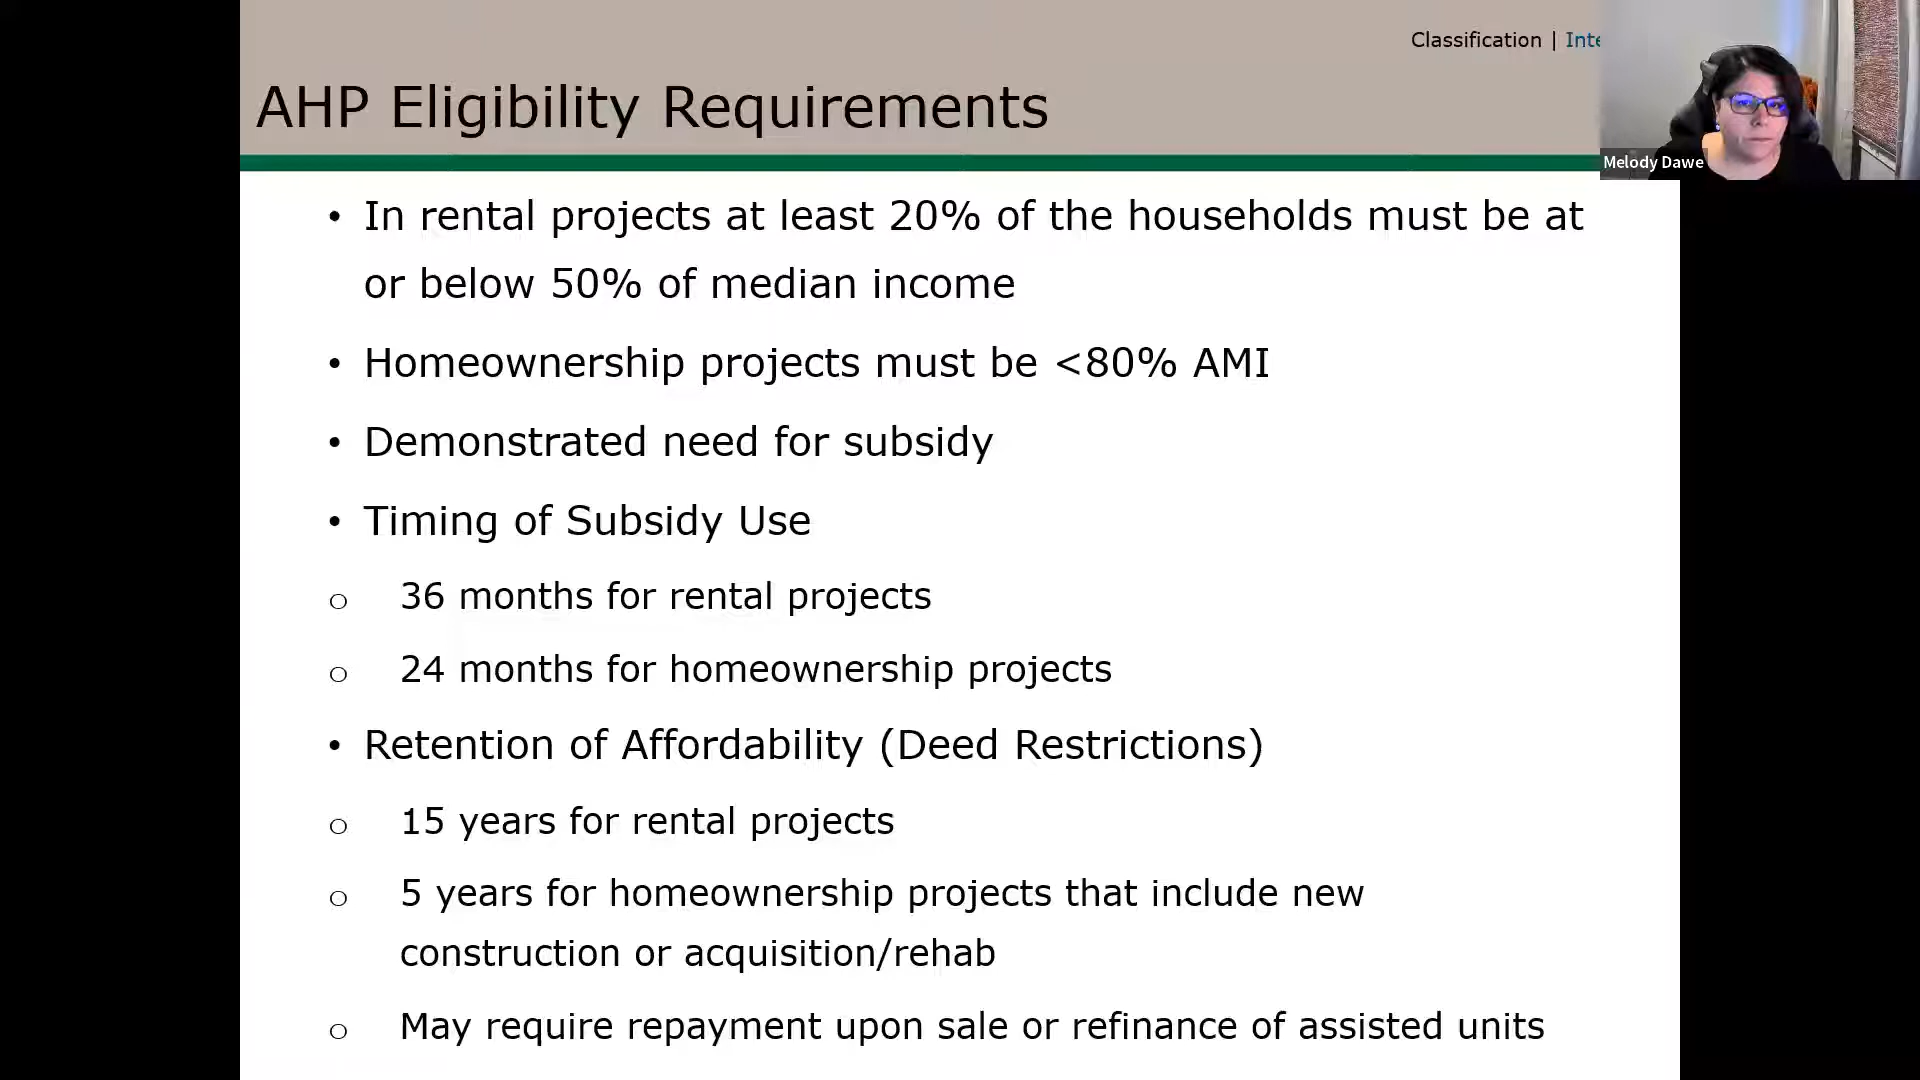 Classification | Inte
AHP Eligibility Requirements
Melody Dawe
• In rental projects at least 20% of the households must be at
or below 50% of median income
• Homeownership projects must be <80% AMI
• Demonstrated need for subsidy
• Timing of Subsidy Use
o 36 months for rental projects
o 24 months for homeownership projects
• Retention of Affordability (Deed Restrictions)
o 15 years for rental projects
o 5 years for homeownership projects that include new
construction or acquisition/rehab
o May require repayment upon sale or refinance of assisted units